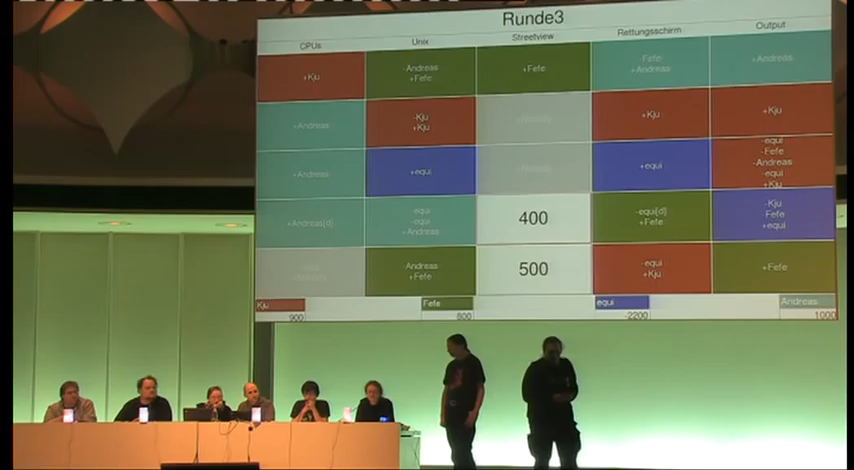 Runde3
CPUs Unix Streetview Rettungsschirm Output
+Kju
-Andreas
+Fefe
+Fefe
-Fefe
+Andreas
+Andreas
+Andreas
-Kju
+Kju
+Kju
+Kju
+Andreas
+equi
+equi
-equi
-Fefe
-Andreas
-equi
+Kju
+Andreas[d]
-equi
-equi
+Andreas
400
-equi[d]
+Fefe
-Kju
Fefe
+equi
Andreas
+Fefe
500
-equi
+Kju
+Fefe
Kju Fefe equi Andreas
900 800 -2200 1000